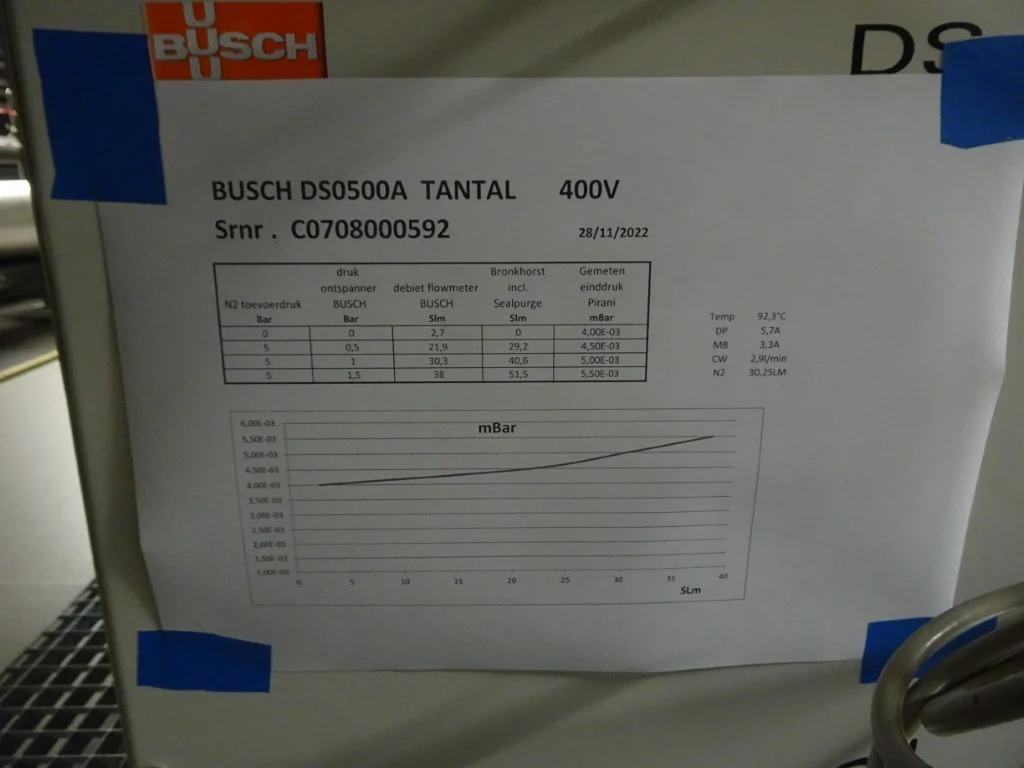 BUSCH
DS
BUSCH DS0500A TANTAL 400V
Srnr . C0708000592 28/11/2022
N2 toevoerdruk druk ontspanner BUSCH debiet flowmeter BUSCH Bronkhorst incl. Sealpurge Gemeten einddruk Pirani
Bar Bar Slm Slm mBar
0 0 2,7 0 4,00E-03
5 0,5 21,9 29,2 4,50E-03
5 1 30,3 40,6 5,00E-03
5 1,5 38 51,5 5,50E-03
Temp 92,3°C
DP 5,7A
MB 3,3A
CW 2,9l/min
N2 30,25LM
mBar
6,00E-03
5,50E-03
5,00E-03
4,50E-03
4,00E-03
3,50E-03
3,00E-03
2,50E-03
2,00E-03
1,50E-03
1,00E-03
0 5 10 15 20 25 30 35 40
SLm